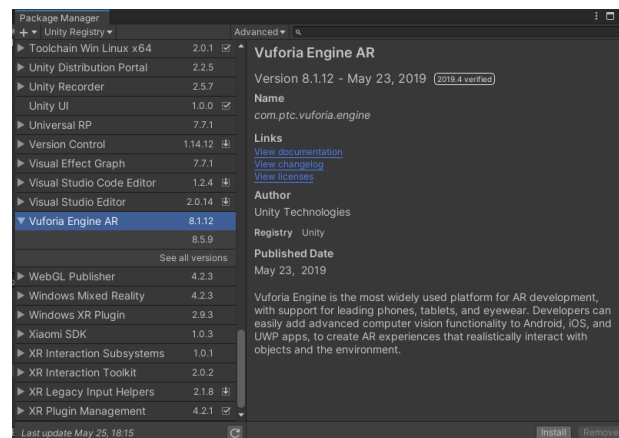 Package Manager
+ Unity Registry Advanced
Toolchain Win Linux x64 2.0.1
Unity Distribution Portal 2.2.5
Unity Recorder 2.5.7
Unity UI 1.0.0
Universal RP 7.7.1
Version Control 1.14.12
Visual Effect Graph 7.7.1
Visual Studio Code Editor 1.2.4
Visual Studio Editor 2.0.14
Vuforia Engine AR 8.1.12
8.5.9
See all versions
WebGL Publisher 4.2.3
Windows Mixed Reality 4.2.3
Windows XR Plugin 2.9.3
Xiaomi SDK 1.0.3
XR Interaction Subsystems 1.0.1
XR Interaction Toolkit 2.0.2
XR Legacy Input Helpers 2.1.8
XR Plugin Management 4.2.1
Last update May 25, 18:15
Vuforia Engine AR
Version 8.1.12 - May 23, 2019 2019.4 verified
Name
com.ptc.vuforia.engine
Links
View documentation
View changelog
View licenses
Author
Unity Technologies
Registry Unity
Published Date
May 23, 2019
Vuforia Engine is the most widely used platform for AR development,
with support for leading phones, tablets, and eyewear. Developers can
easily add advanced computer vision functionality to Android, iOS, and
UWP apps, to create AR experiences that realistically interact with
objects and the environment.
Install Remove